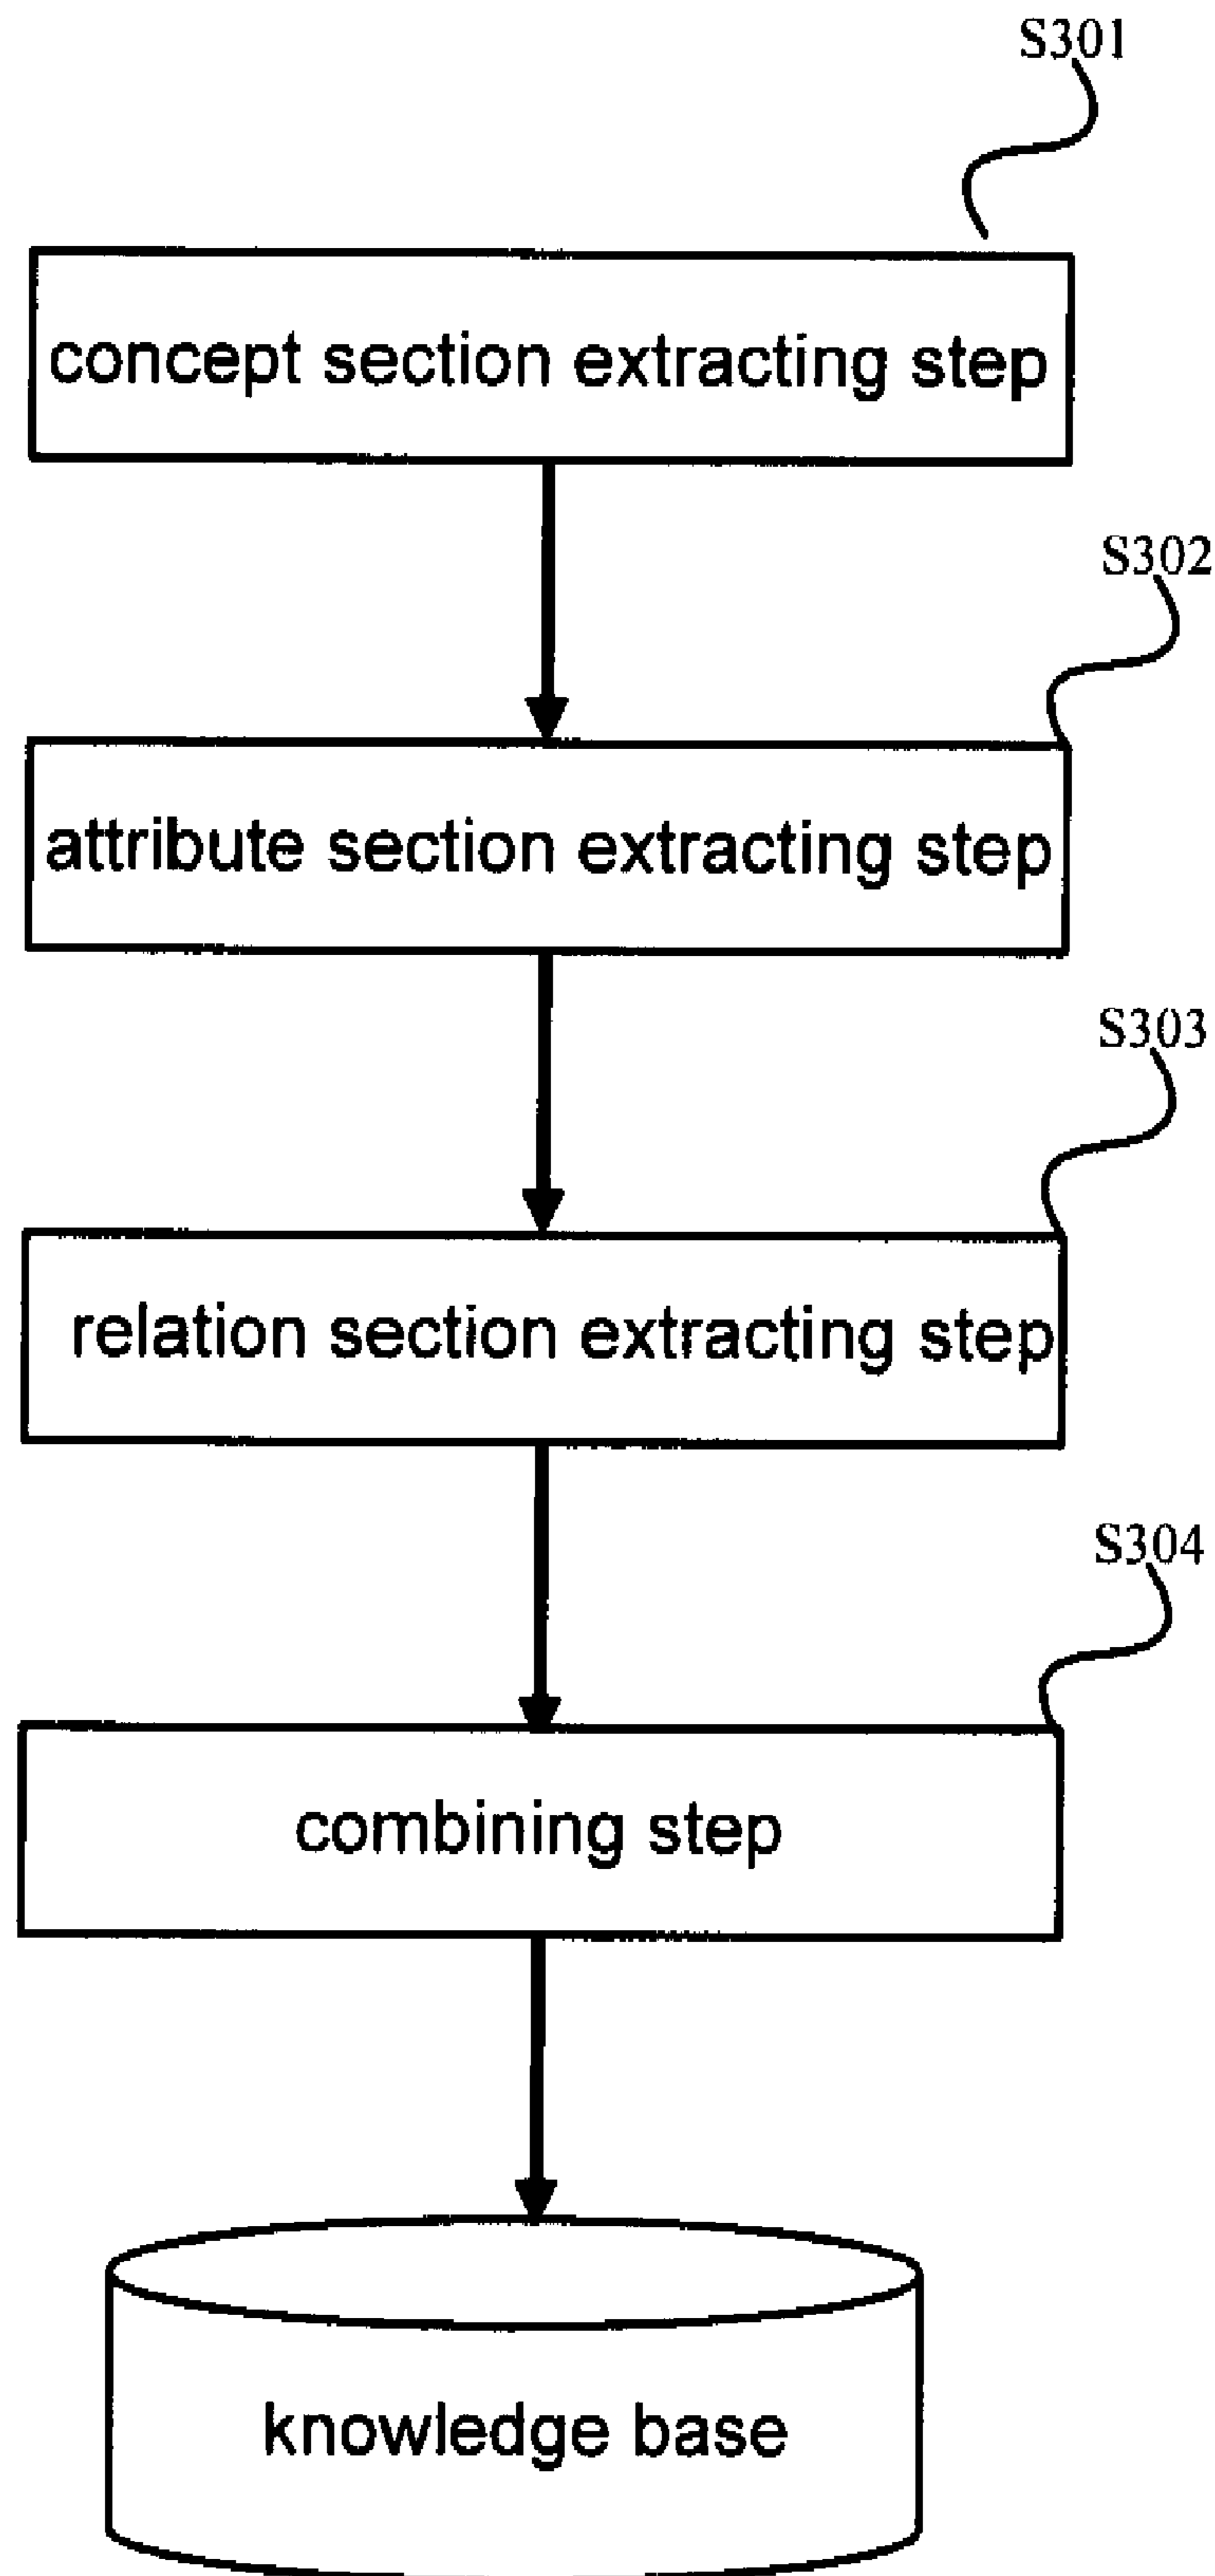 S301
concept section extracting step
S302
attribute section extracting step
S303
relation section extracting step
S304
combining step
knowledge base